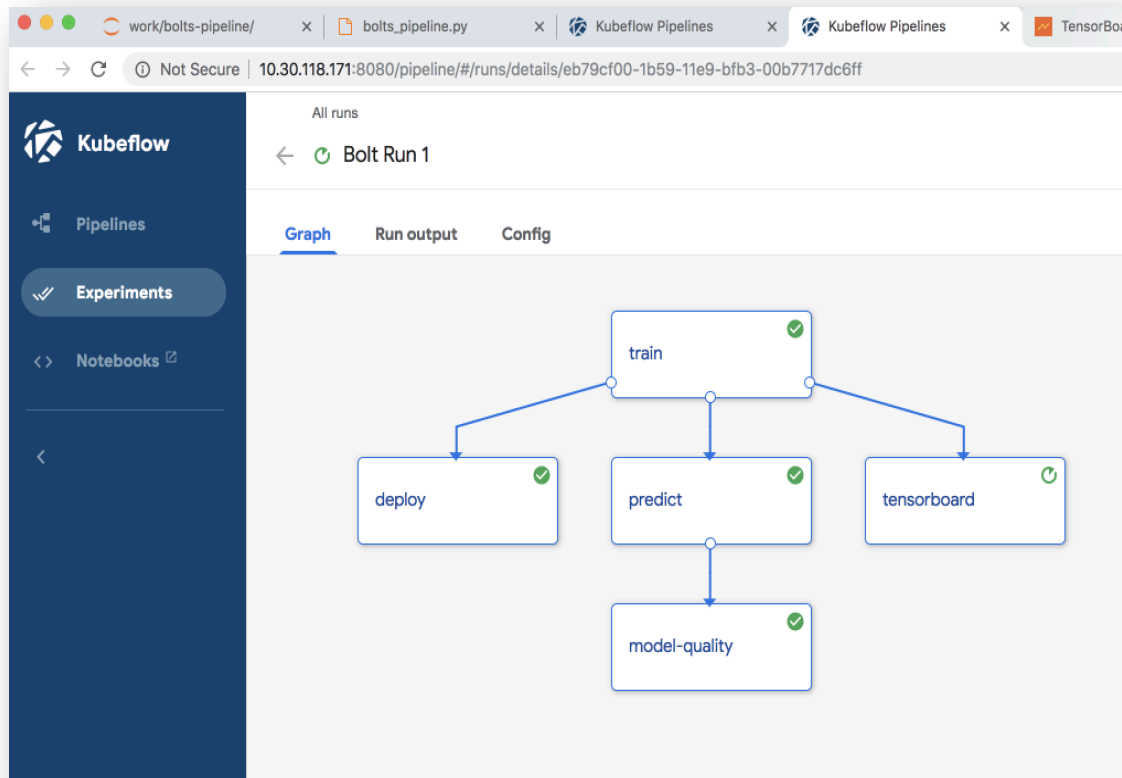 work/bolts-pipeline/
bolts_pipeline.py
Kubeflow Pipelines
Kubeflow Pipelines
TensorBoa
Not Secure
10.30.118.171:8080/pipeline/#/runs/details/eb79cf00-1b59-11e9-bfb3-00b7717dc6ff
Kubeflow
Pipelines
Experiments
Notebooks
All runs
Bolt Run 1
Graph
Run output
Config
train
deploy
predict
tensorboard
model-quality